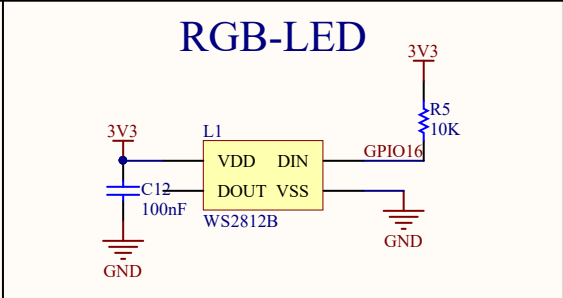 RGB-LED
3V3
R5
10K
3V3
L1
GPIO16
VDD DIN
C12
DOUT VSS
100nF
WS2812B
GND
GND